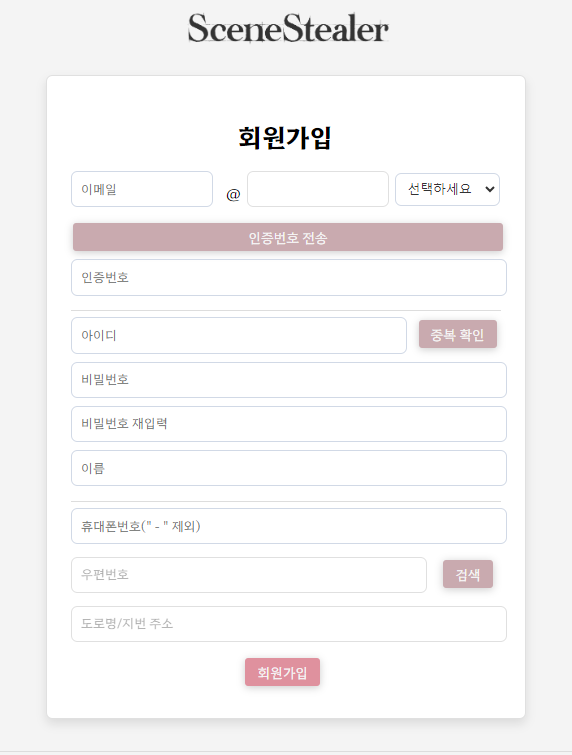 SceneStealer
회원가입
이메일 @ 선택하세요
인증번호 전송
인증번호
아이디 중복 확인
비밀번호
비밀번호 재입력
이름
휴대폰번호(" - " 제외)
우편번호 검색
도로명/지번 주소
회원가입